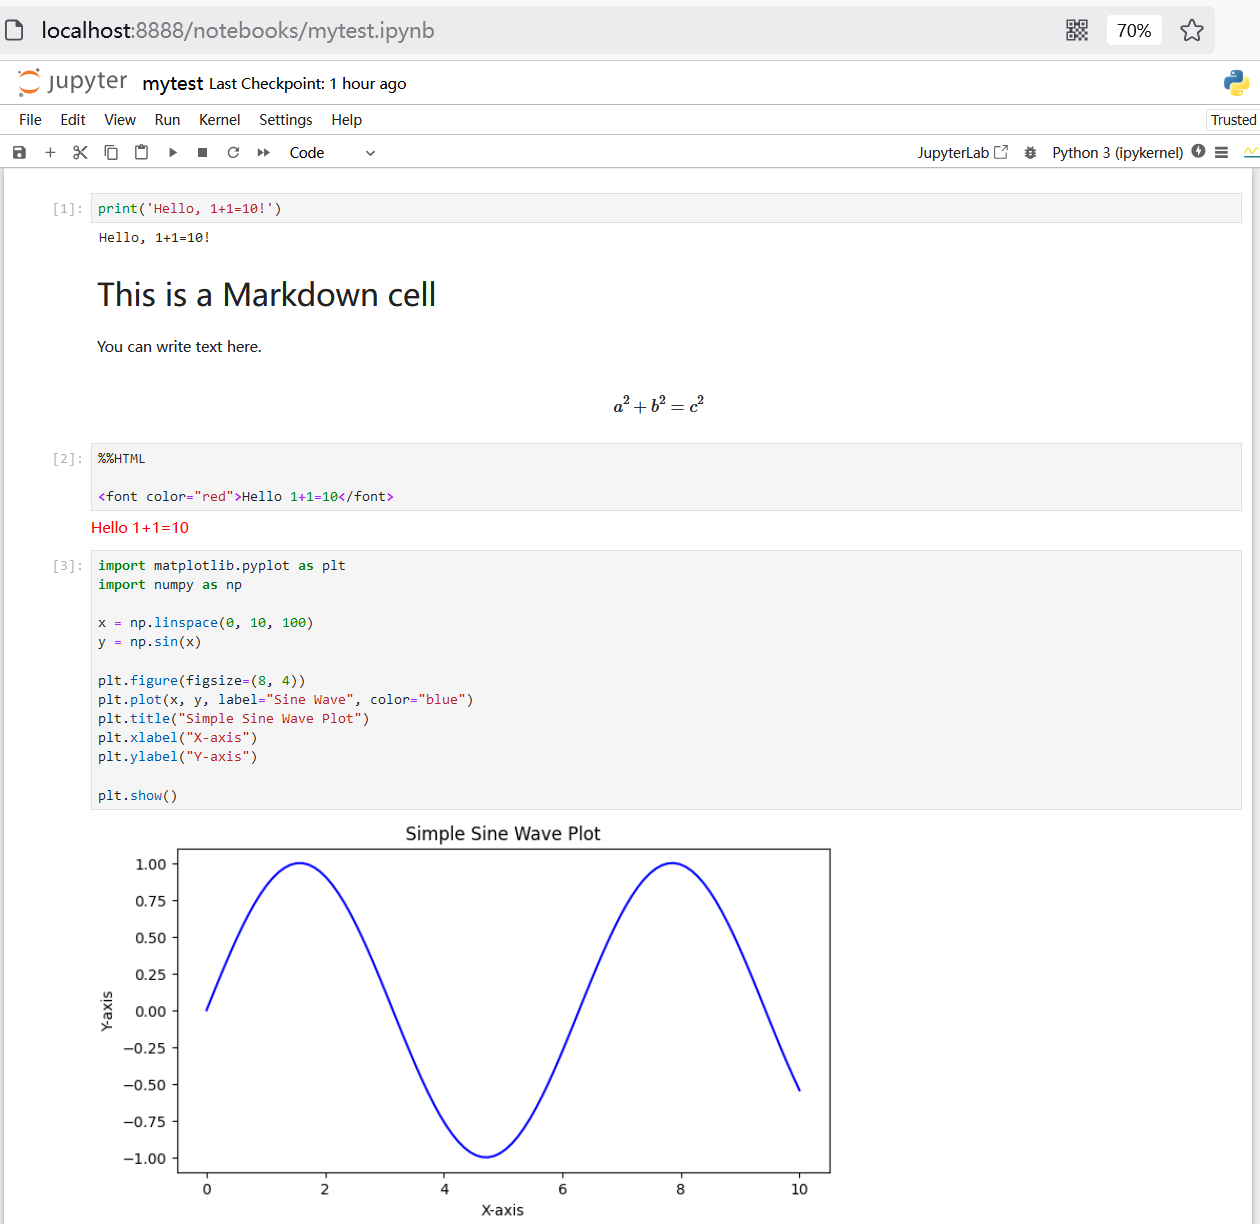 localhost:8888/notebooks/mytest.ipynb 70%
jupyter mytest Last Checkpoint: 1 hour ago
File Edit View Run Kernel Settings Help Trusted
Code JupyterLab Python 3 (ipykernel)
[1]: print('Hello, 1+1=10!')
Hello, 1+1=10!
This is a Markdown cell
You can write text here.
a² + b² = c²
[2]: %%HTML
<font color="red">Hello 1+1=10</font>
Hello 1+1=10
[3]: import matplotlib.pyplot as plt
import numpy as np
x = np.linspace(0, 10, 100)
y = np.sin(x)
plt.figure(figsize=(8, 4))
plt.plot(x, y, label="Sine Wave", color="blue")
plt.title("Simple Sine Wave Plot")
plt.xlabel("X-axis")
plt.ylabel("Y-axis")
plt.show()
Simple Sine Wave Plot
1.00
0.75
0.50
0.25
0.00
−0.25
−0.50
−0.75
−1.00
Y-axis
0 2 4 6 8 10
X-axis